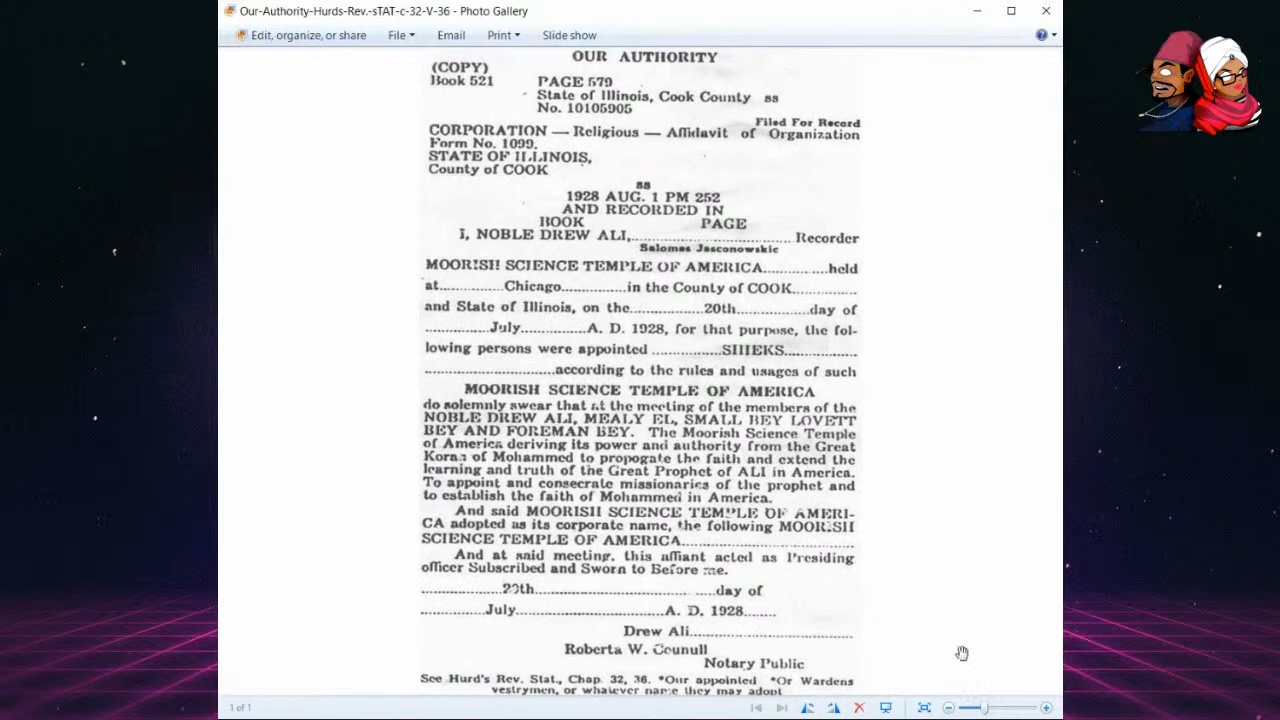 Our-Authority-Hurds-Rev.-sTAT-c-32-V-36 - Photo Gallery
Edit, organize, or share File Email Print Slide show
OUR AUTHORITY
(COPY)
Book 521 PAGE 579
State of Illinois, Cook County ss
No. 10105905
Filed For Record
CORPORATION — Religious — Affidavit of Organization
Form No. 1099.
STATE OF ILLINOIS,
County of COOK
ss
1928 AUG. 1 PM 252
AND RECORDED IN
BOOK PAGE
I, NOBLE DREW ALI,.................................. Recorder
Salomes Jasconowskic
MOORISH SCIENCE TEMPLE OF AMERICA..............held
at..............Chicago..............in the County of COOK..............
and State of Illinois, on the................20th................day of
..............July..............A. D. 1928, for that purpose, the fol-
lowing persons were appointed ..............SHIEKS..............
..........................according to the rules and usages of such
MOORISH SCIENCE TEMPLE OF AMERICA
do solemnly swear that at the meeting of the members of the
NOBLE DREW ALI, MEALY EL, SMALL BEY LOVETT
BEY AND FOREMAN BEY. The Moorish Science Temple
of America deriving its power and authority from the Great
Koran of Mohammed to propogate the faith and extend the
learning and truth of the Great Prophet of ALI in America.
To appoint and consecrate missionaries of the prophet and
to establish the faith of Mohammed in America.
And said MOORISH SCIENCE TEMPLE OF AMERI-
CA adopted as its corporate name, the following MOORISH
SCIENCE TEMPLE OF AMERICA..................................
And at said meeting, this affiant acted as Presiding
officer Subscribed and Sworn to Before me.
................20th..................................day of
..............July..................................A. D. 1928.......
Drew Ali..................................
Roberta W. Counull
Notary Public
See Hurd's Rev. Stat., Chap. 32, 36. *Our appointed *Or Wardens
vestrymen, or whatever name they may adopt
1 of 1